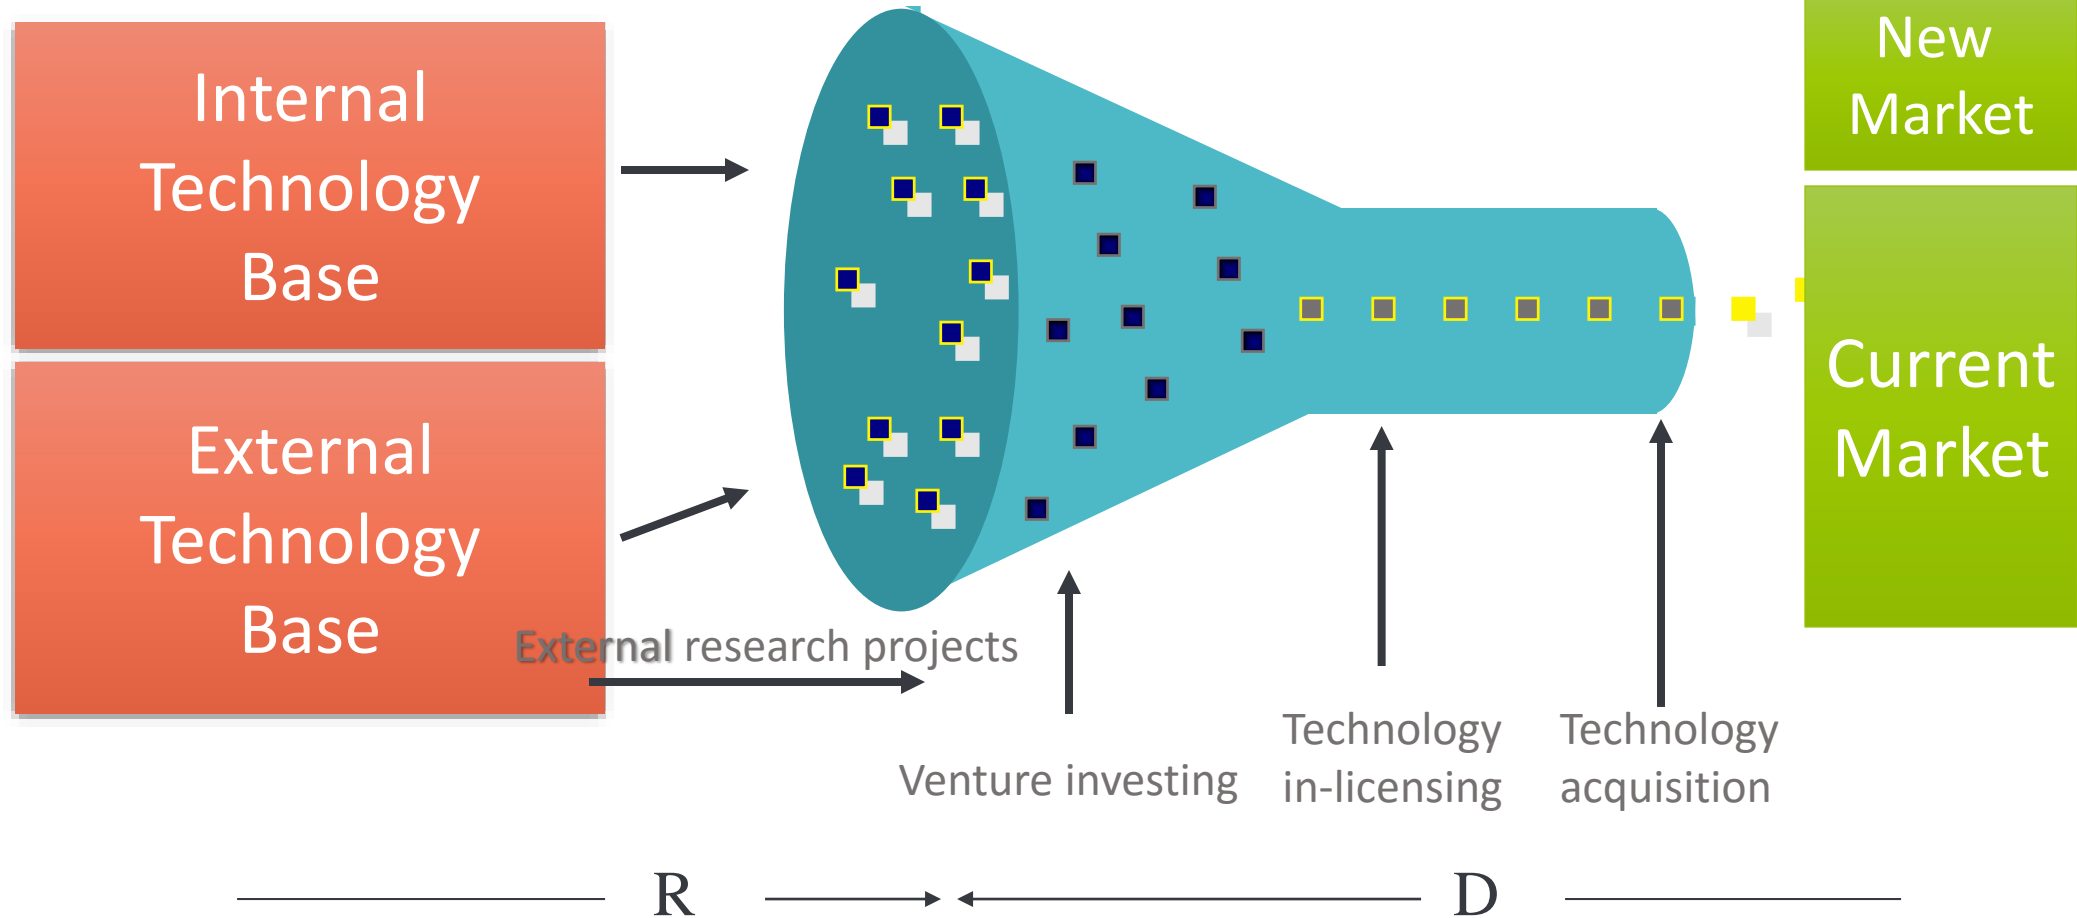 Internal
Technology
Base
External
Technology
Base
New
Market
Current
Market
External research projects
Venture investing
Technology
in-licensing
Technology
acquisition
R
D